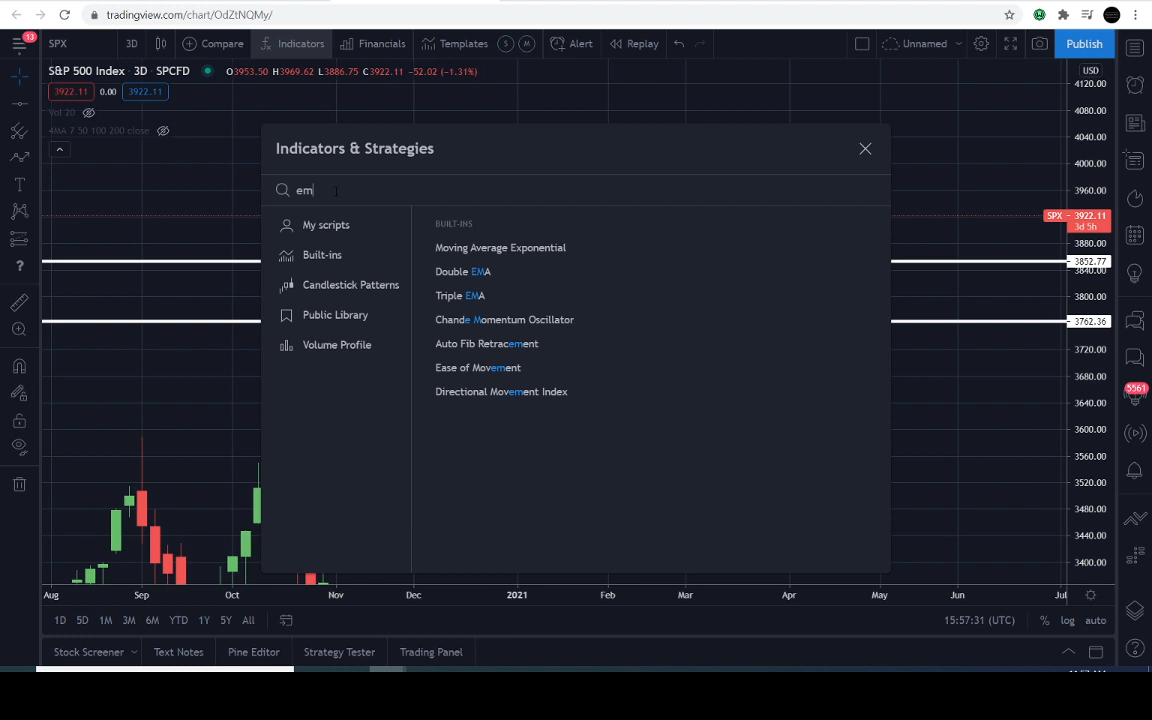 tradingview.com/chart/OdZtNQMy/
13
SPX 3D Compare Indicators Financials Templates S M Alert Replay Unnamed Publish
S&P 500 Index · 3D · SPCFD O3953.50 H3969.62 L3886.75 C3922.11 -52.02 (-1.31%)
USD
3922.11 0.00 3922.11
Vol 20
4MA 7 50 100 200 close
Indicators & Strategies
em
My scripts
Built-ins
Candlestick Patterns
Public Library
Volume Profile
BUILT-INS
Moving Average Exponential
Double EMA
Triple EMA
Chande Momentum Oscillator
Auto Fib Retracement
Ease of Movement
Directional Movement Index
4120.00
4080.00
4040.00
4000.00
3960.00
SPX 3922.11
3d 5h
3880.00
3852.77
3840.00
3800.00
3762.36
3720.00
3680.00
3640.00
3600.00
3560.00
3520.00
3480.00
3440.00
3400.00
5561
Aug Sep Oct Nov Dec 2021 Feb Mar Apr May Jun Jul
1D 5D 1M 3M 6M YTD 1Y 5Y All 15:57:31 (UTC) % log auto
Stock Screener Text Notes Pine Editor Strategy Tester Trading Panel